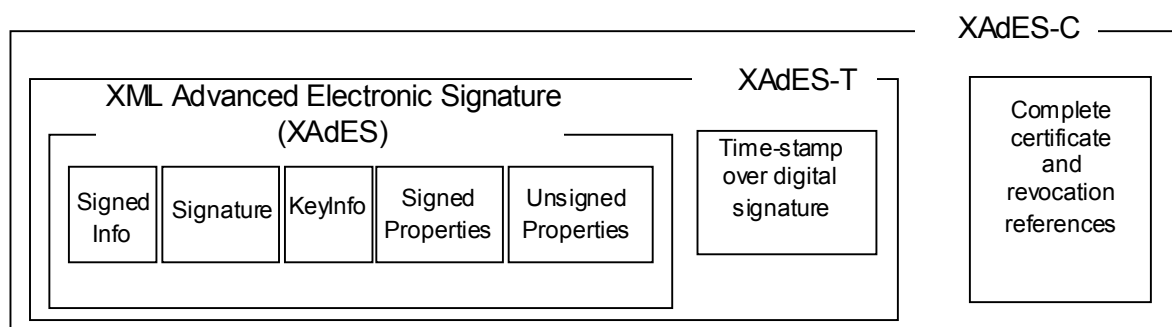 XAdES-C
XAdES-T
XML Advanced Electronic Signature
(XAdES)
Signed
Info
Signature
KeyInfo
Signed
Properties
Unsigned
Properties
Time-stamp
over digital
signature
Complete
certificate
and
revocation
references